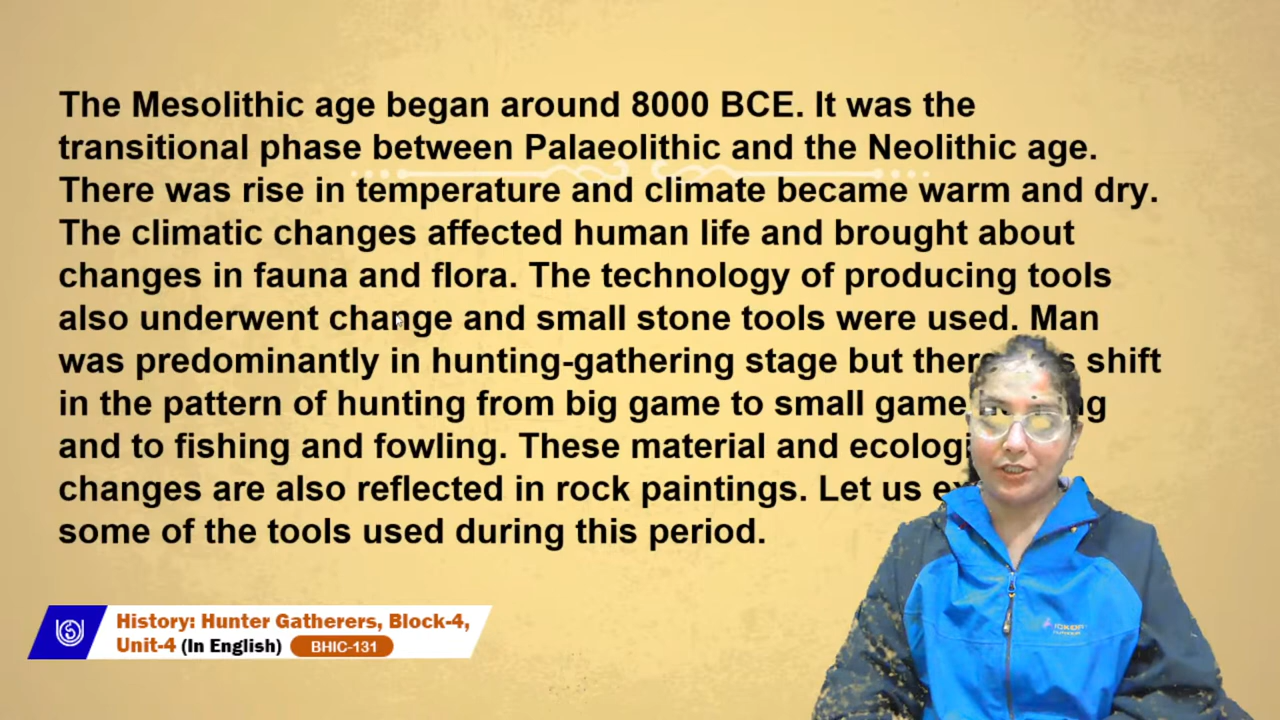 The Mesolithic age began around 8000 BCE. It was the
transitional phase between Palaeolithic and the Neolithic age.
There was rise in temperature and climate became warm and dry.
The climatic changes affected human life and brought about
changes in fauna and flora. The technology of producing tools
also underwent change and small stone tools were used. Man
was predominantly in hunting-gathering stage but shift
in the pattern of hunting from big game to small game
and to fishing and fowling. These material and
changes are also reflected in rock paintings. Let us
some of the tools used during this period.
History: Hunter Gatherers, Block-4,
Unit-4 (In English) BHIC-131